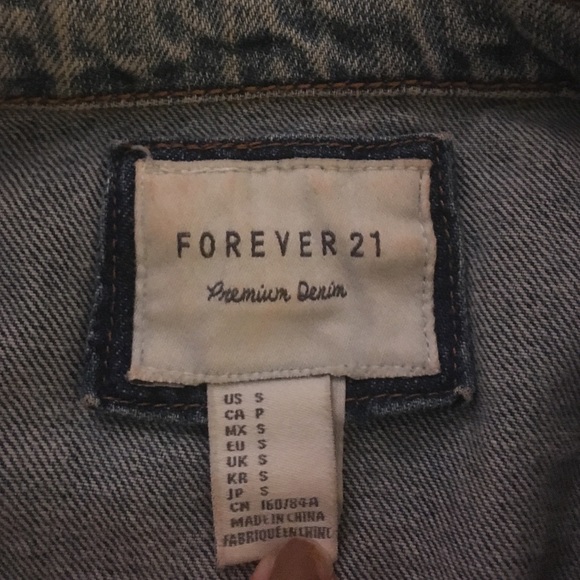 FOREVER 21
Premium Denim
US S
CA P
MX S
EU S
UK S
KR S
JP S
CN 160/84A
MADE IN CHINA
FABRIQUÉ EN CHINE